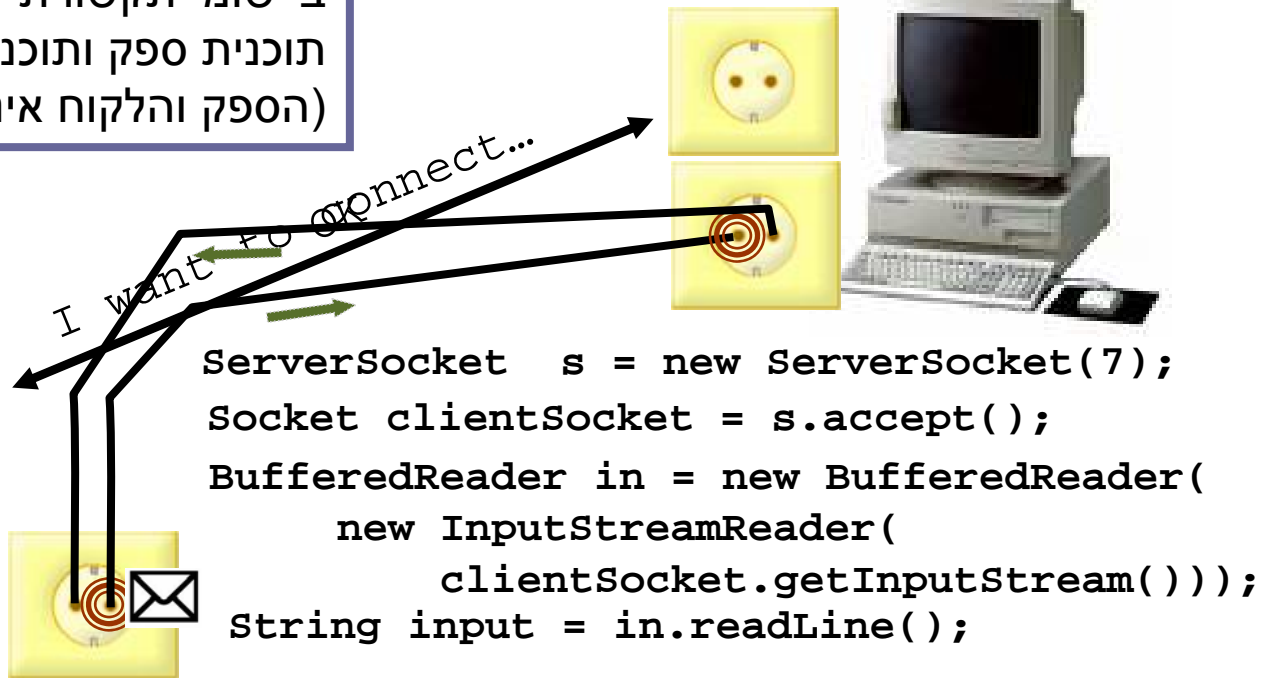 תוכנית ספק ותוכנ
(הספק והלקוח אינ
I want to connect…
OK
ServerSocket s = new ServerSocket(7);
Socket clientSocket = s.accept();
BufferedReader in = new BufferedReader(
new InputStreamReader(
clientSocket.getInputStream()));
String input = in.readLine();